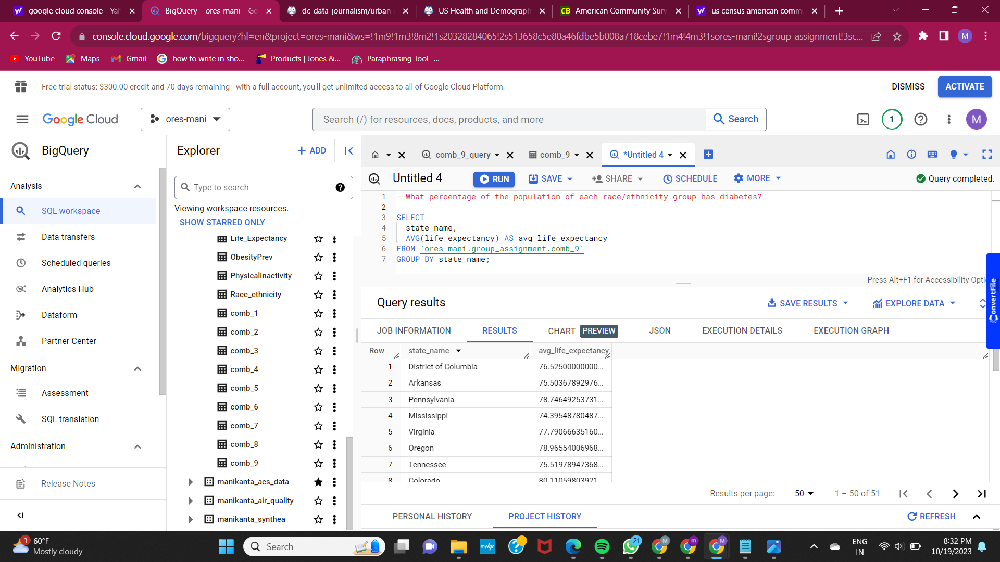 google cloud console - Yah
BigQuery – ores-mani – Go
dc-data-journalism/urban-
US Health and Demograph
CB American Community Surv
us census american comm
console.cloud.google.com/bigquery?hl=en&project=ores-mani&ws=!1m9!1m3!8m2!1s20328284065!2s513658c5e80a46fdbe5b008a718cebe7!1m4!4m3!1sores-mani!2sgroup_assignment!3sc...
M
YouTube
Maps
Gmail
how to write in sho...
Products | Jones &...
Paraphrasing Tool -...
Free trial status: $300.00 credit and 70 days remaining - with a full account, you'll get unlimited access to all of Google Cloud Platform.
DISMISS
ACTIVATE
Google Cloud
ores-mani
Search (/) for resources, docs, products, and more
Search
1
M
BigQuery
Analysis
SQL workspace
Data transfers
Scheduled queries
Analytics Hub
Dataform
Partner Center
Migration
Assessment
SQL translation
Administration
Release Notes
Explorer
+ ADD
Type to search
Viewing workspace resources.
SHOW STARRED ONLY
Life_Expectancy
ObesityPrev
PhysicalInactivity
Race_ethnicity
comb_1
comb_2
comb_3
comb_4
comb_5
comb_6
comb_7
comb_8
comb_9
manikanta_acs_data
manikanta_air_quality
manikanta_synthea
comb_9_query
comb_9
*Untitled 4
Untitled 4
RUN
SAVE
SHARE
SCHEDULE
MORE
Query completed.
1 --What percentage of the population of each race/ethnicity group has diabetes?
2
3 SELECT
4 state_name,
5 AVG(life_expectancy) AS avg_life_expectancy
6 FROM `ores-mani.group_assignment.comb_9`
7 GROUP BY state_name;
Press Alt+F1 for Accessibility Optic
ConvertFile
Query results
SAVE RESULTS
EXPLORE DATA
JOB INFORMATION
RESULTS
CHART PREVIEW
JSON
EXECUTION DETAILS
EXECUTION GRAPH
Row state_name avg_life_expectancy
1 District of Columbia 76.52500000000...
2 Arkansas 75.50367892976...
3 Pennsylvania 78.74649253731...
4 Mississippi 74.39548780487...
5 Virginia 77.79066635160...
6 Oregon 78.96554006968...
7 Tennessee 75.51978947368...
8 Colorado 80.11059803921
Results per page: 50 1 – 50 of 51
PERSONAL HISTORY
PROJECT HISTORY
REFRESH
1
60°F
Mostly cloudy
Search
myhp
21
M
m
M
ENG
IN
8:32 PM
10/19/2023